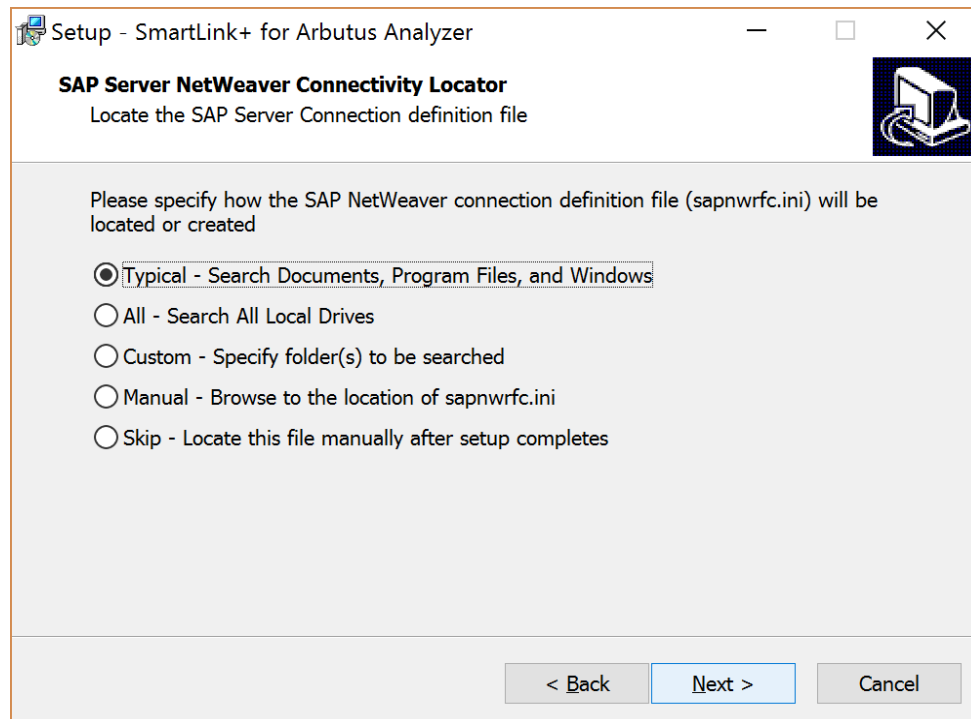 Setup - SmartLink+ for Arbutus Analyzer
SAP Server NetWeaver Connectivity Locator
Locate the SAP Server Connection definition file
Please specify how the SAP NetWeaver connection definition file (sapnwrfc.ini) will be
located or created
Typical - Search Documents, Program Files, and Windows
All - Search All Local Drives
Custom - Specify folder(s) to be searched
Manual - Browse to the location of sapnwrfc.ini
Skip - Locate this file manually after setup completes
< Back Next > Cancel